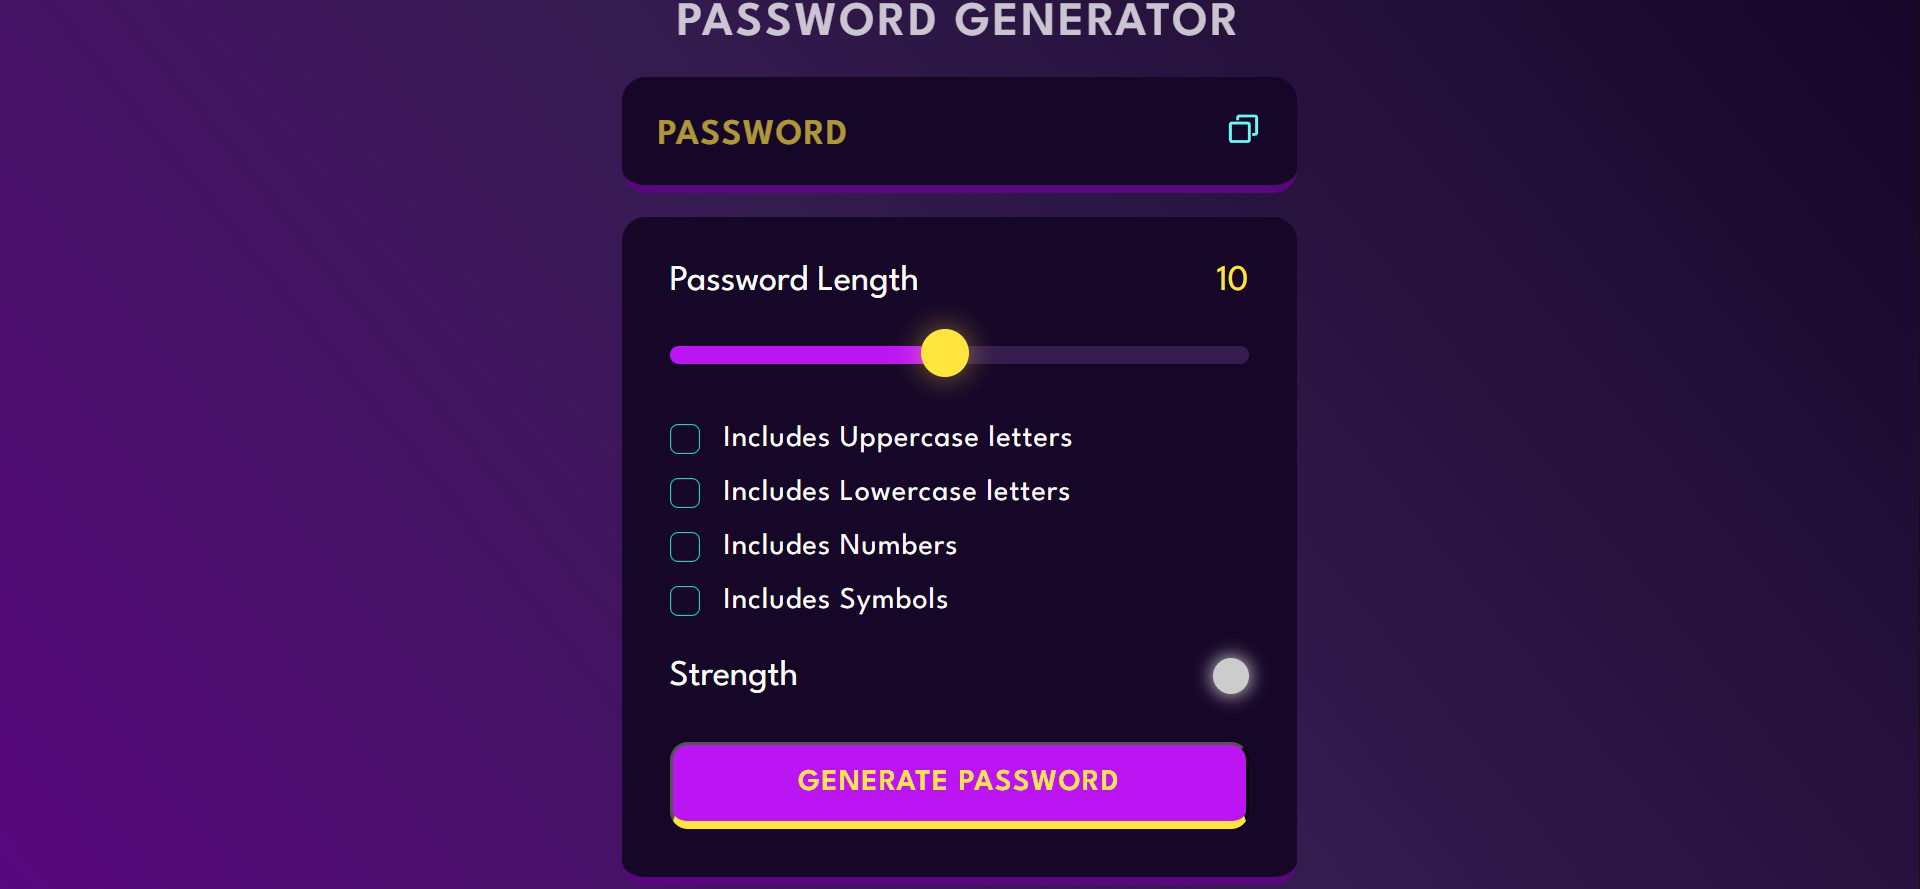 PASSWORD GENERATOR
PASSWORD
Password Length 10
Includes Uppercase letters
Includes Lowercase letters
Includes Numbers
Includes Symbols
Strength
GENERATE PASSWORD